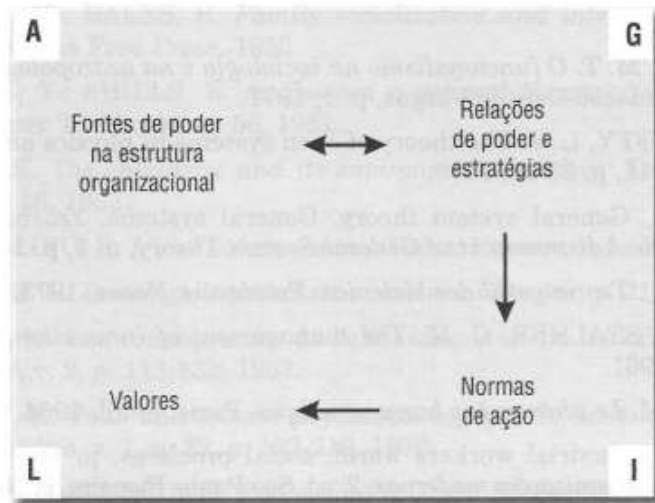 A
G
Fontes de poder
na estrutura
organizacional
Relações
de poder e
estratégias
Valores
Normas
de ação
L
I